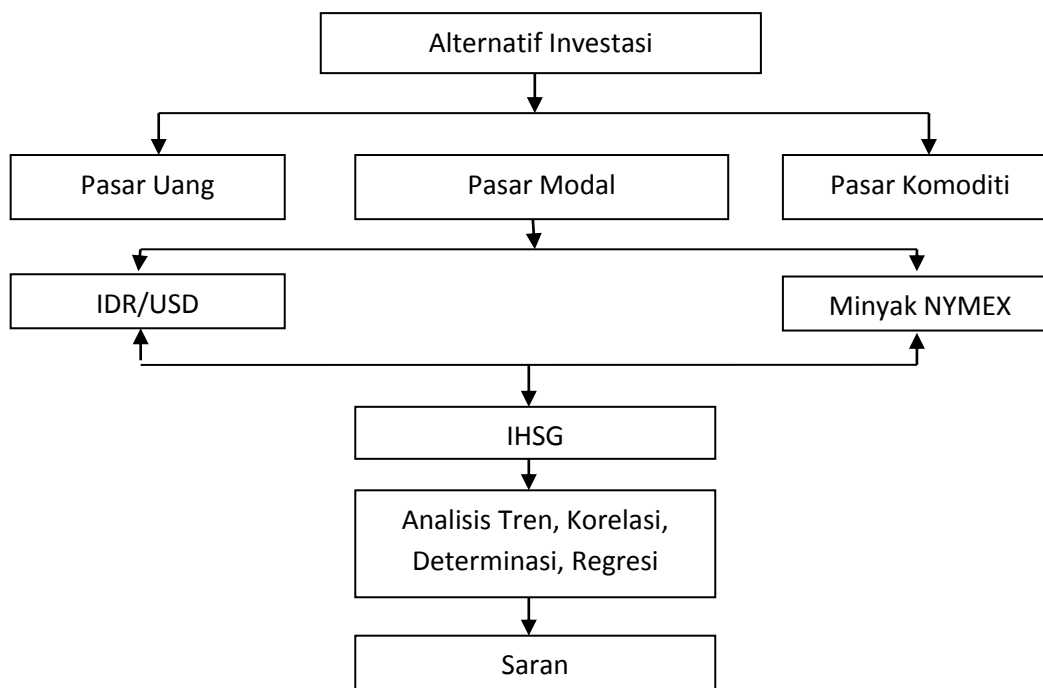 Alternatif Investasi
Pasar Uang
Pasar Modal
Pasar Komoditi
IDR/USD
Minyak NYMEX
IHSG
Analisis Tren, Korelasi,
Determinasi, Regresi
Saran